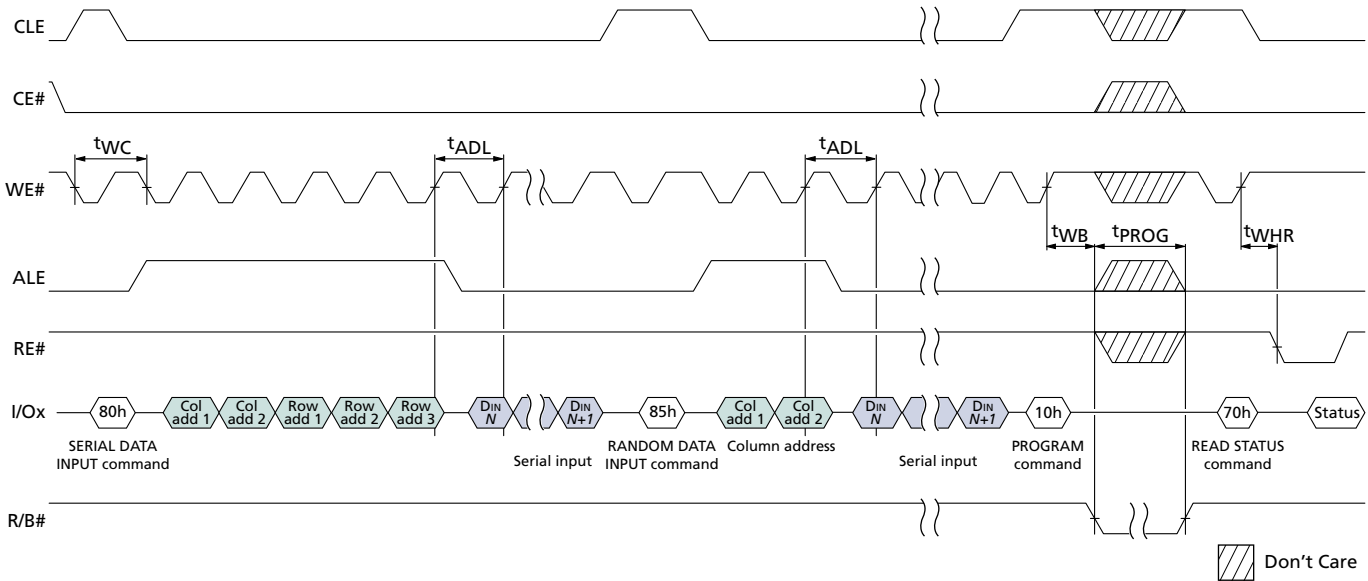 CLE
CE#
tWC
tADL
tADL
WE#
tWB
tPROG
tWHR
ALE
RE#
I/Ox
80h
Col add 1
Col add 2
Row add 1
Row add 2
Row add 3
DIN N
DIN N+1
85h
Col add 1
Col add 2
DIN N
DIN N+1
10h
70h
Status
SERIAL DATA
INPUT command
Serial input
RANDOM DATA
INPUT command
Column address
Serial input
PROGRAM
command
READ STATUS
command
R/B#
Don't Care